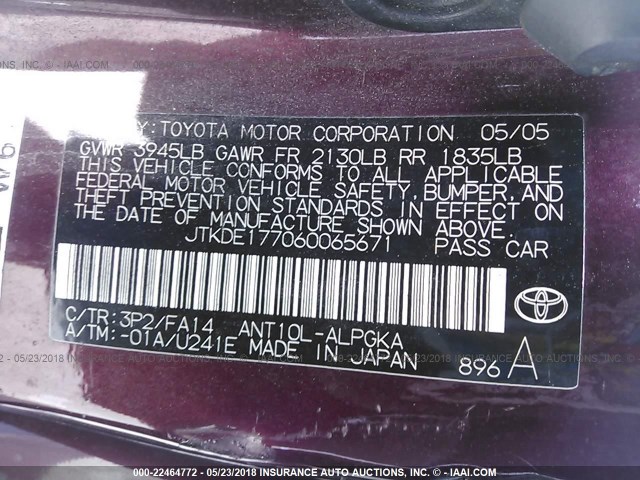 Y: TOYOTA MOTOR CORPORATION 05/05
GVWR 3945LB GAWR FR 2130LB RR 1835LB
THIS VEHICLE CONFORMS TO ALL APPLICABLE
FEDERAL MOTOR VEHICLE SAFETY, BUMPER, AND
THEFT PREVENTION STANDARDS IN EFFECT ON
THE DATE OF MANUFACTURE SHOWN ABOVE.
JTKDE177060065671 PASS CAR
C/TR: 3P2/FA14 ANT10L-ALPGKA
A/TM: -01A/U241E MADE IN JAPAN
896 A
000-22464772 - 05/23/2018 INSURANCE AUTO AUCTIONS, INC. © - IAAI.COM